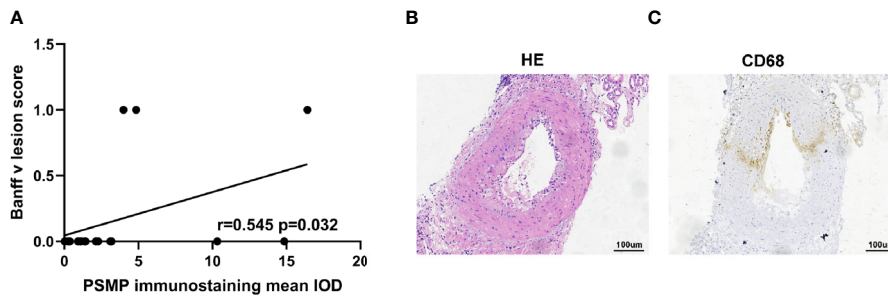 A
B
C
HE
CD68
Banff v lesion score
1.5
1.0
0.5
0.0
r=0.545 p=0.032
0
5
10
15
20
PSMP immunostaining mean IOD
100um
100um